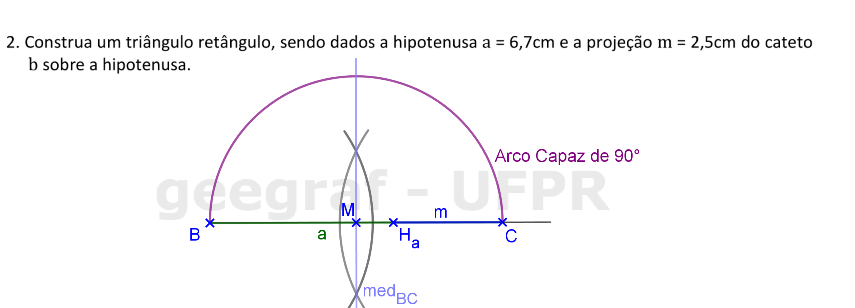 2. Construa um triângulo retângulo, sendo dados a hipotenusa a = 6,7cm e a projeção m = 2,5cm do cateto
b sobre a hipotenusa.
Arco Capaz de 90°
geegraf - UFPR
M
m
B
a
Ha
C
medBC